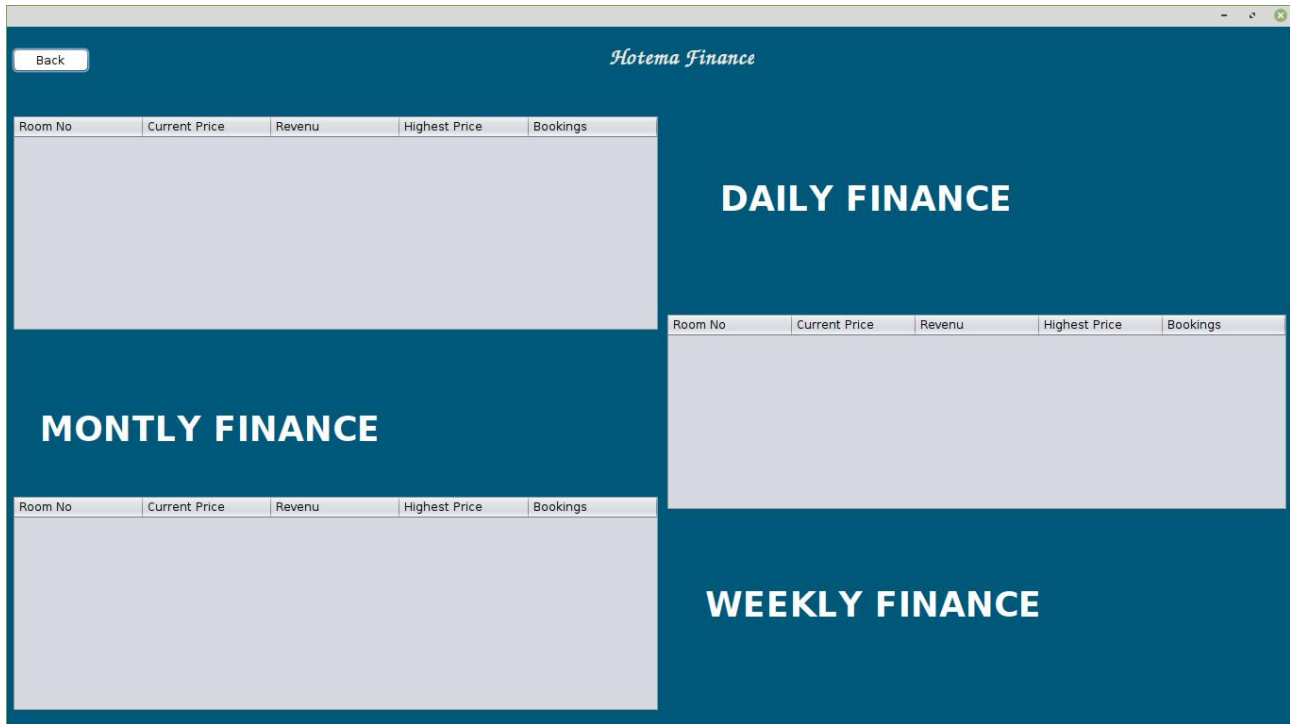 Back
Hotema Finance
Room No Current Price Revenu Highest Price Bookings
DAILY FINANCE
Room No Current Price Revenu Highest Price Bookings
MONTLY FINANCE
Room No Current Price Revenu Highest Price Bookings
WEEKLY FINANCE